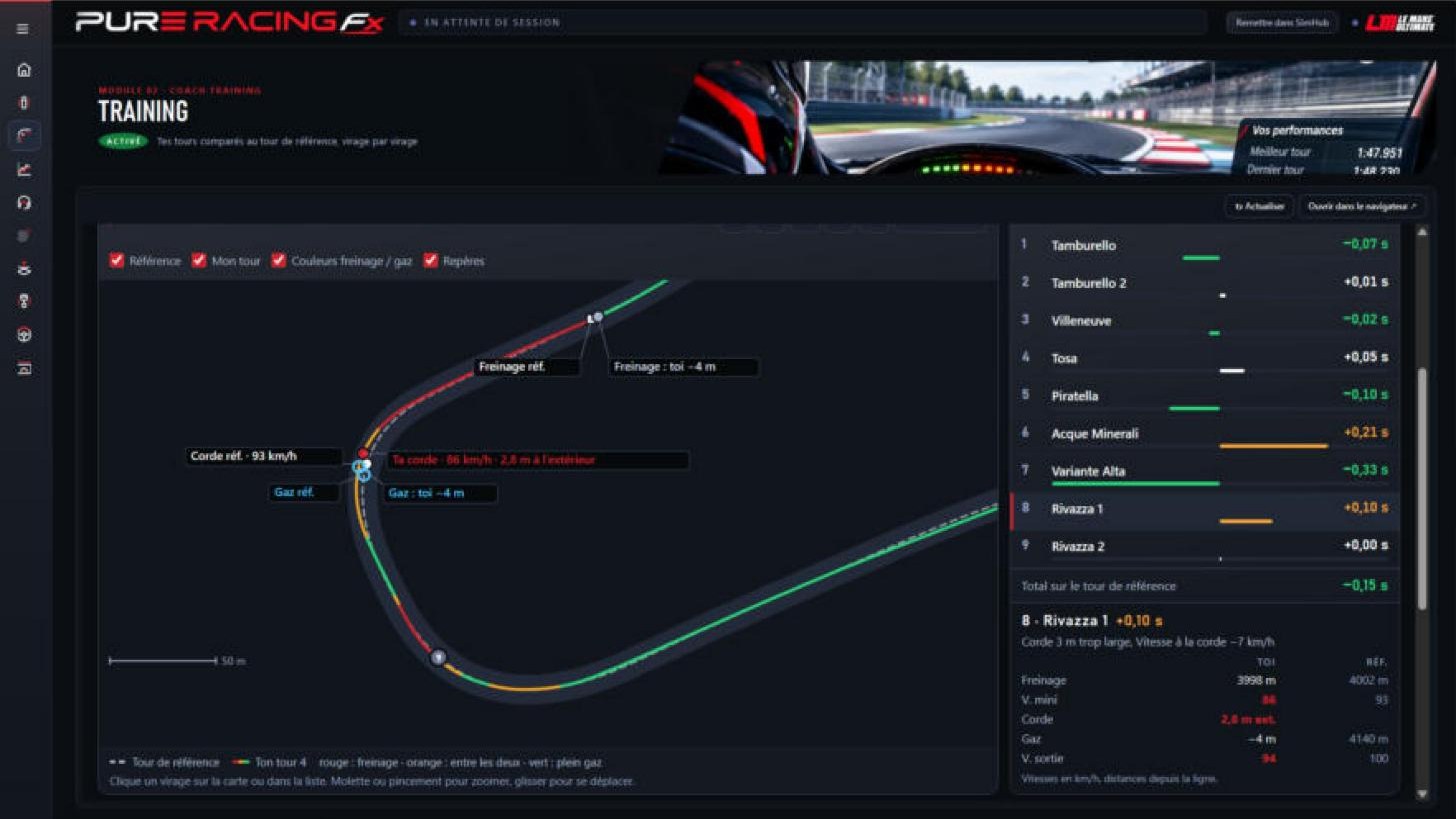 PURE RACING Fx
EN ATTENTE DE SESSION
Remettre dans SimHub
LM LE MANS ULTIMATE
MODULE 02 - COACH TRAINING
TRAINING
ACTIVÉ
Tes tours comparés au tour de référence, virage par virage
Vos performances
Meilleur tour 1:47.951
Dernier tour 1:48.230
↻ Actualiser
Ouvrir dans le navigateur ↗
Référence
Mon tour
Couleurs freinage / gaz
Repères
Freinage réf.
Freinage : toi −4 m
Corde réf. · 93 km/h
Ta corde · 86 km/h · 2,8 m à l'extérieur
Gaz réf.
Gaz : toi −4 m
9
50 m
Tour de référence
Ton tour 4
rouge : freinage · orange : entre les deux · vert : plein gaz
Clique un virage sur la carte ou dans la liste. Molette ou pincement pour zoomer, glisser pour se déplacer.
1 Tamburello −0,07 s
2 Tamburello 2 +0,01 s
3 Villeneuve −0,02 s
4 Tosa +0,05 s
5 Piratella −0,10 s
6 Acque Minerali +0,21 s
7 Variante Alta −0,33 s
8 Rivazza 1 +0,10 s
9 Rivazza 2 +0,00 s
Total sur le tour de référence −0,15 s
8 · Rivazza 1 +0,10 s
Corde 3 m trop large, Vitesse à la corde −7 km/h
TOI RÉF.
Freinage 3998 m 4002 m
V. mini 86 93
Corde 2,8 m ext.
Gaz −4 m 4140 m
V. sortie 94 100
Vitesses en km/h, distances depuis la ligne.